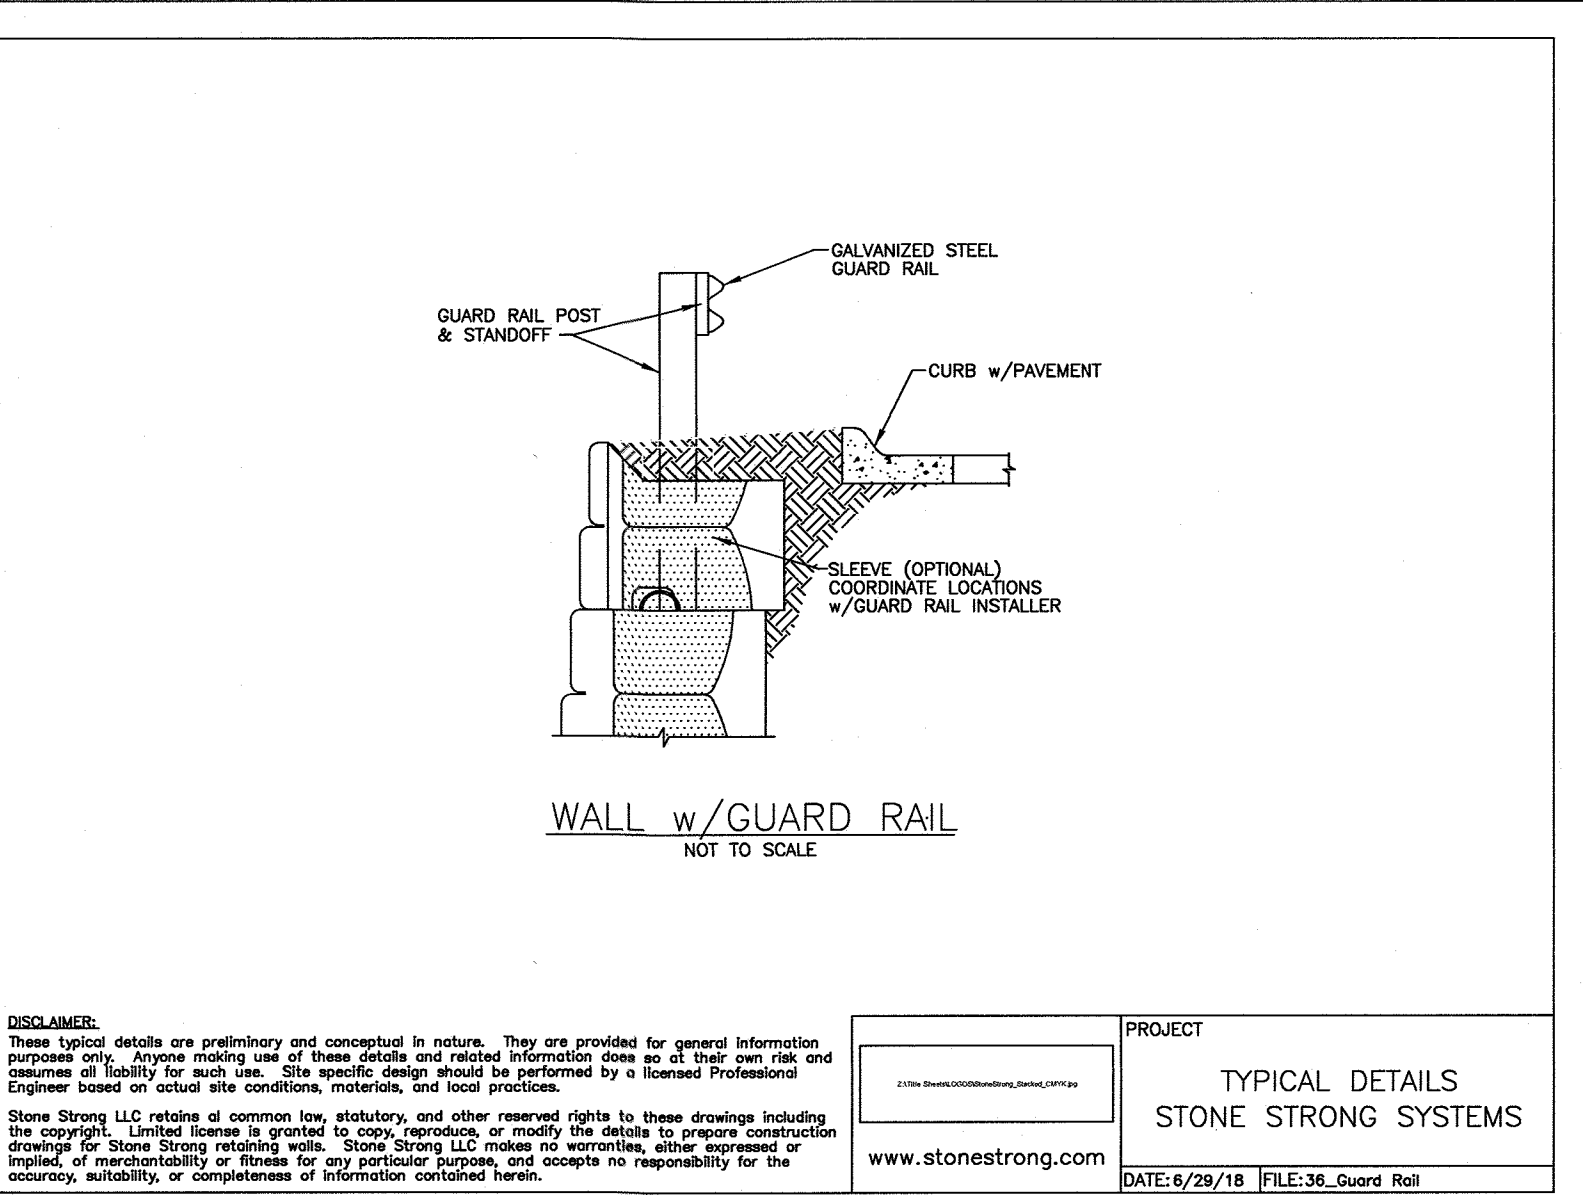 GALVANIZED STEEL
GUARD RAIL
GUARD RAIL POST
& STANDOFF
CURB w/PAVEMENT
SLEEVE (OPTIONAL)
COORDINATE LOCATIONS
w/GUARD RAIL INSTALLER
WALL w/GUARD RAIL
NOT TO SCALE
DISCLAIMER:
These typical details are preliminary and conceptual in nature. They are provided for general information
purposes only. Anyone making use of these details and related information does so at their own risk and
assumes all liability for such use. Site specific design should be performed by a licensed Professional
Engineer based on actual site conditions, materials, and local practices.
Stone Strong LLC retains al common law, statutory, and other reserved rights to these drawings including
the copyright. Limited license is granted to copy, reproduce, or modify the details to prepare construction
drawings for Stone Strong retaining walls. Stone Strong LLC makes no warranties, either expressed or
implied, of merchantability or fitness for any particular purpose, and accepts no responsibility for the
accuracy, suitability, or completeness of information contained herein.
Z:\Title Sheets\LOGOS\StoneStrong_Stacked_CMYK.jpg
www.stonestrong.com
PROJECT
TYPICAL DETAILS
STONE STRONG SYSTEMS
DATE: 6/29/18
FILE: 36_Guard Rail